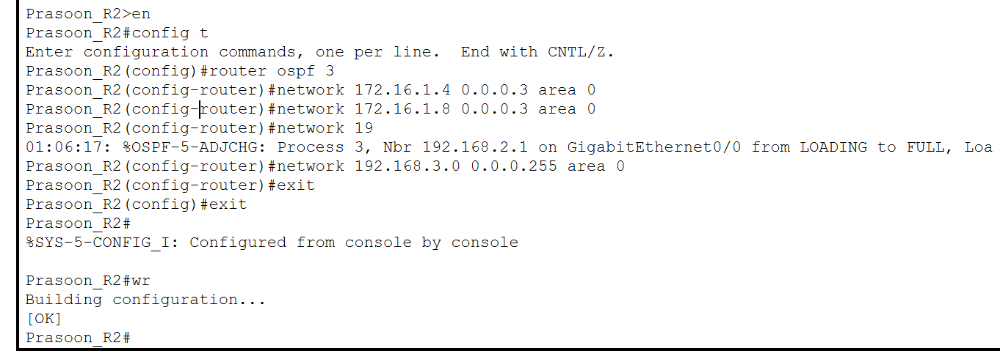 Prasoon_R2>en
Prasoon_R2#config t
Enter configuration commands, one per line.  End with CNTL/Z.
Prasoon_R2(config)#router ospf 3
Prasoon_R2(config-router)#network 172.16.1.4 0.0.0.3 area 0
Prasoon_R2(config-router)#network 172.16.1.8 0.0.0.3 area 0
Prasoon_R2(config-router)#network 19
01:06:17: %OSPF-5-ADJCHG: Process 3, Nbr 192.168.2.1 on GigabitEthernet0/0 from LOADING to FULL, Loa
Prasoon_R2(config-router)#network 192.168.3.0 0.0.0.255 area 0
Prasoon_R2(config-router)#exit
Prasoon_R2(config)#exit
Prasoon_R2#
%SYS-5-CONFIG_I: Configured from console by console
Prasoon_R2#wr
Building configuration...
[OK]
Prasoon_R2#